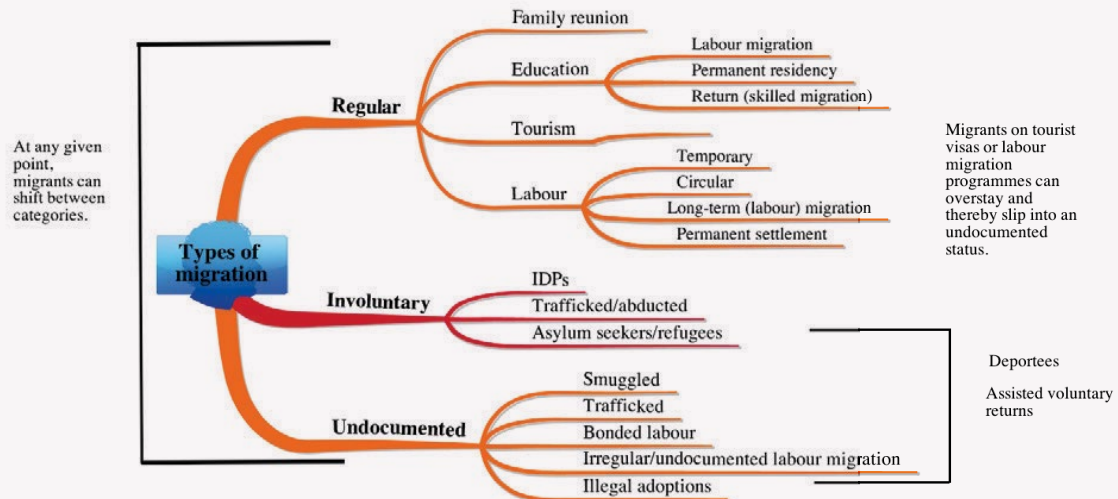 Family reunion
Labour migration
Education
Permanent residency
Return (skilled migration)
Regular
Tourism
Temporary
Circular
Labour
Long-term (labour) migration
Permanent settlement
At any given
point,
migrants can
shift between
categories.
Migrants on tourist
visas or labour
migration
programmes can
overstay and
thereby slip into an
undocumented
status.
Types of
migration
IDPs
Involuntary
Trafficked/abducted
Asylum seekers/refugees
Deportees
Assisted voluntary
returns
Smuggled
Trafficked
Undocumented
Bonded labour
Irregular/undocumented labour migration
Illegal adoptions